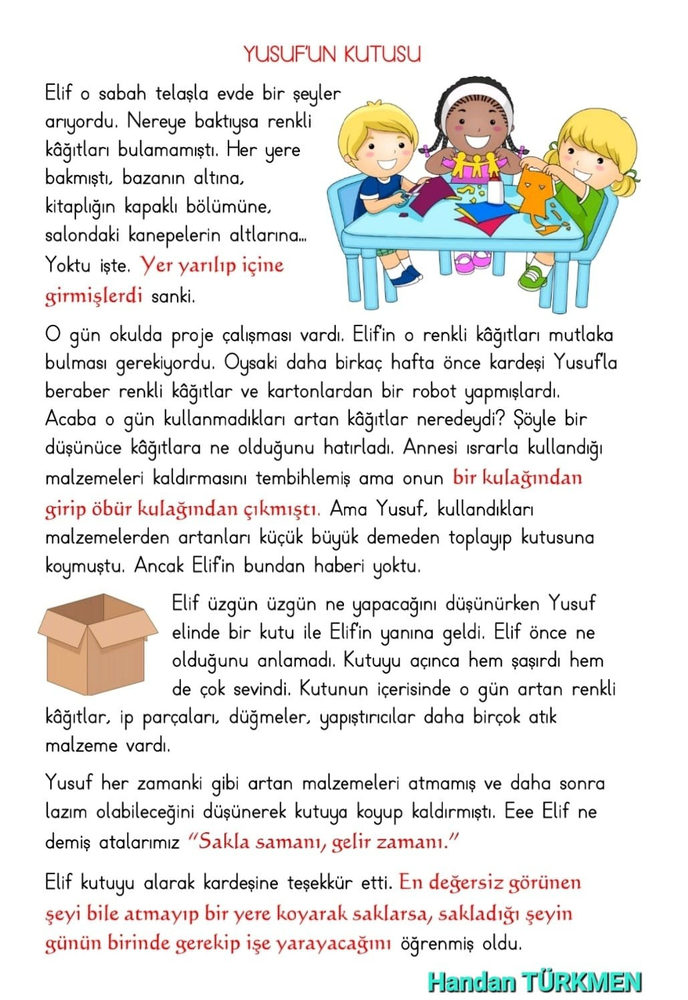 YUSUF'UN KUTUSU
Elif o sabah telaşla evde bir şeyler
arıyordu. Nereye baktıysa renkli
kâğıtları bulamamıştı. Her yere
bakmıştı, bazanın altına,
kitaplığın kapaklı bölümüne,
salondaki kanepelerin altlarına...
Yoktu işte. Yer yarılıp içine
girmişlerdi sanki.
O gün okulda proje çalışması vardı. Elif'in o renkli kâğıtları mutlaka
bulması gerekiyordu. Oysaki daha birkaç hafta önce kardeşi Yusuf'la
beraber renkli kâğıtlar ve kartonlardan bir robot yapmışlardı.
Acaba o gün kullanmadıkları artan kâğıtlar neredeydi? Şöyle bir
düşünüce kâğıtlara ne olduğunu hatırladı. Annesi ısrarla kullandığı
malzemeleri kaldırmasını tembihlemiş ama onun bir kulağından
girip öbür kulağından çıkmıştı. Ama Yusuf, kullandıkları
malzemelerden artanları küçük büyük demeden toplayıp kutusuna
koymuştu. Ancak Elif'in bundan haberi yoktu.
Elif üzgün üzgün ne yapacağını düşünürken Yusuf
elinde bir kutu ile Elif'in yanına geldi. Elif önce ne
olduğunu anlamadı. Kutuyu açınca hem şaşırdı hem
de çok sevindi. Kutunun içerisinde o gün artan renkli
kâğıtlar, ip parçaları, düğmeler, yapıştırıcılar daha birçok atık
malzeme vardı.
Yusuf her zamanki gibi artan malzemeleri atmamış ve daha sonra
lazım olabileceğini düşünerek kutuya koyup kaldırmıştı. Eee Elif ne
demiş atalarımız "Sakla samanı, gelir zamanı."
Elif kutuyu alarak kardeşine teşekkür etti. En değersiz görünen
şeyi bile atmayıp bir yere koyarak saklarsa, sakladığı şeyin
günün birinde gerekip işe yarayacağını öğrenmiş oldu.
Handan TÜRKMEN